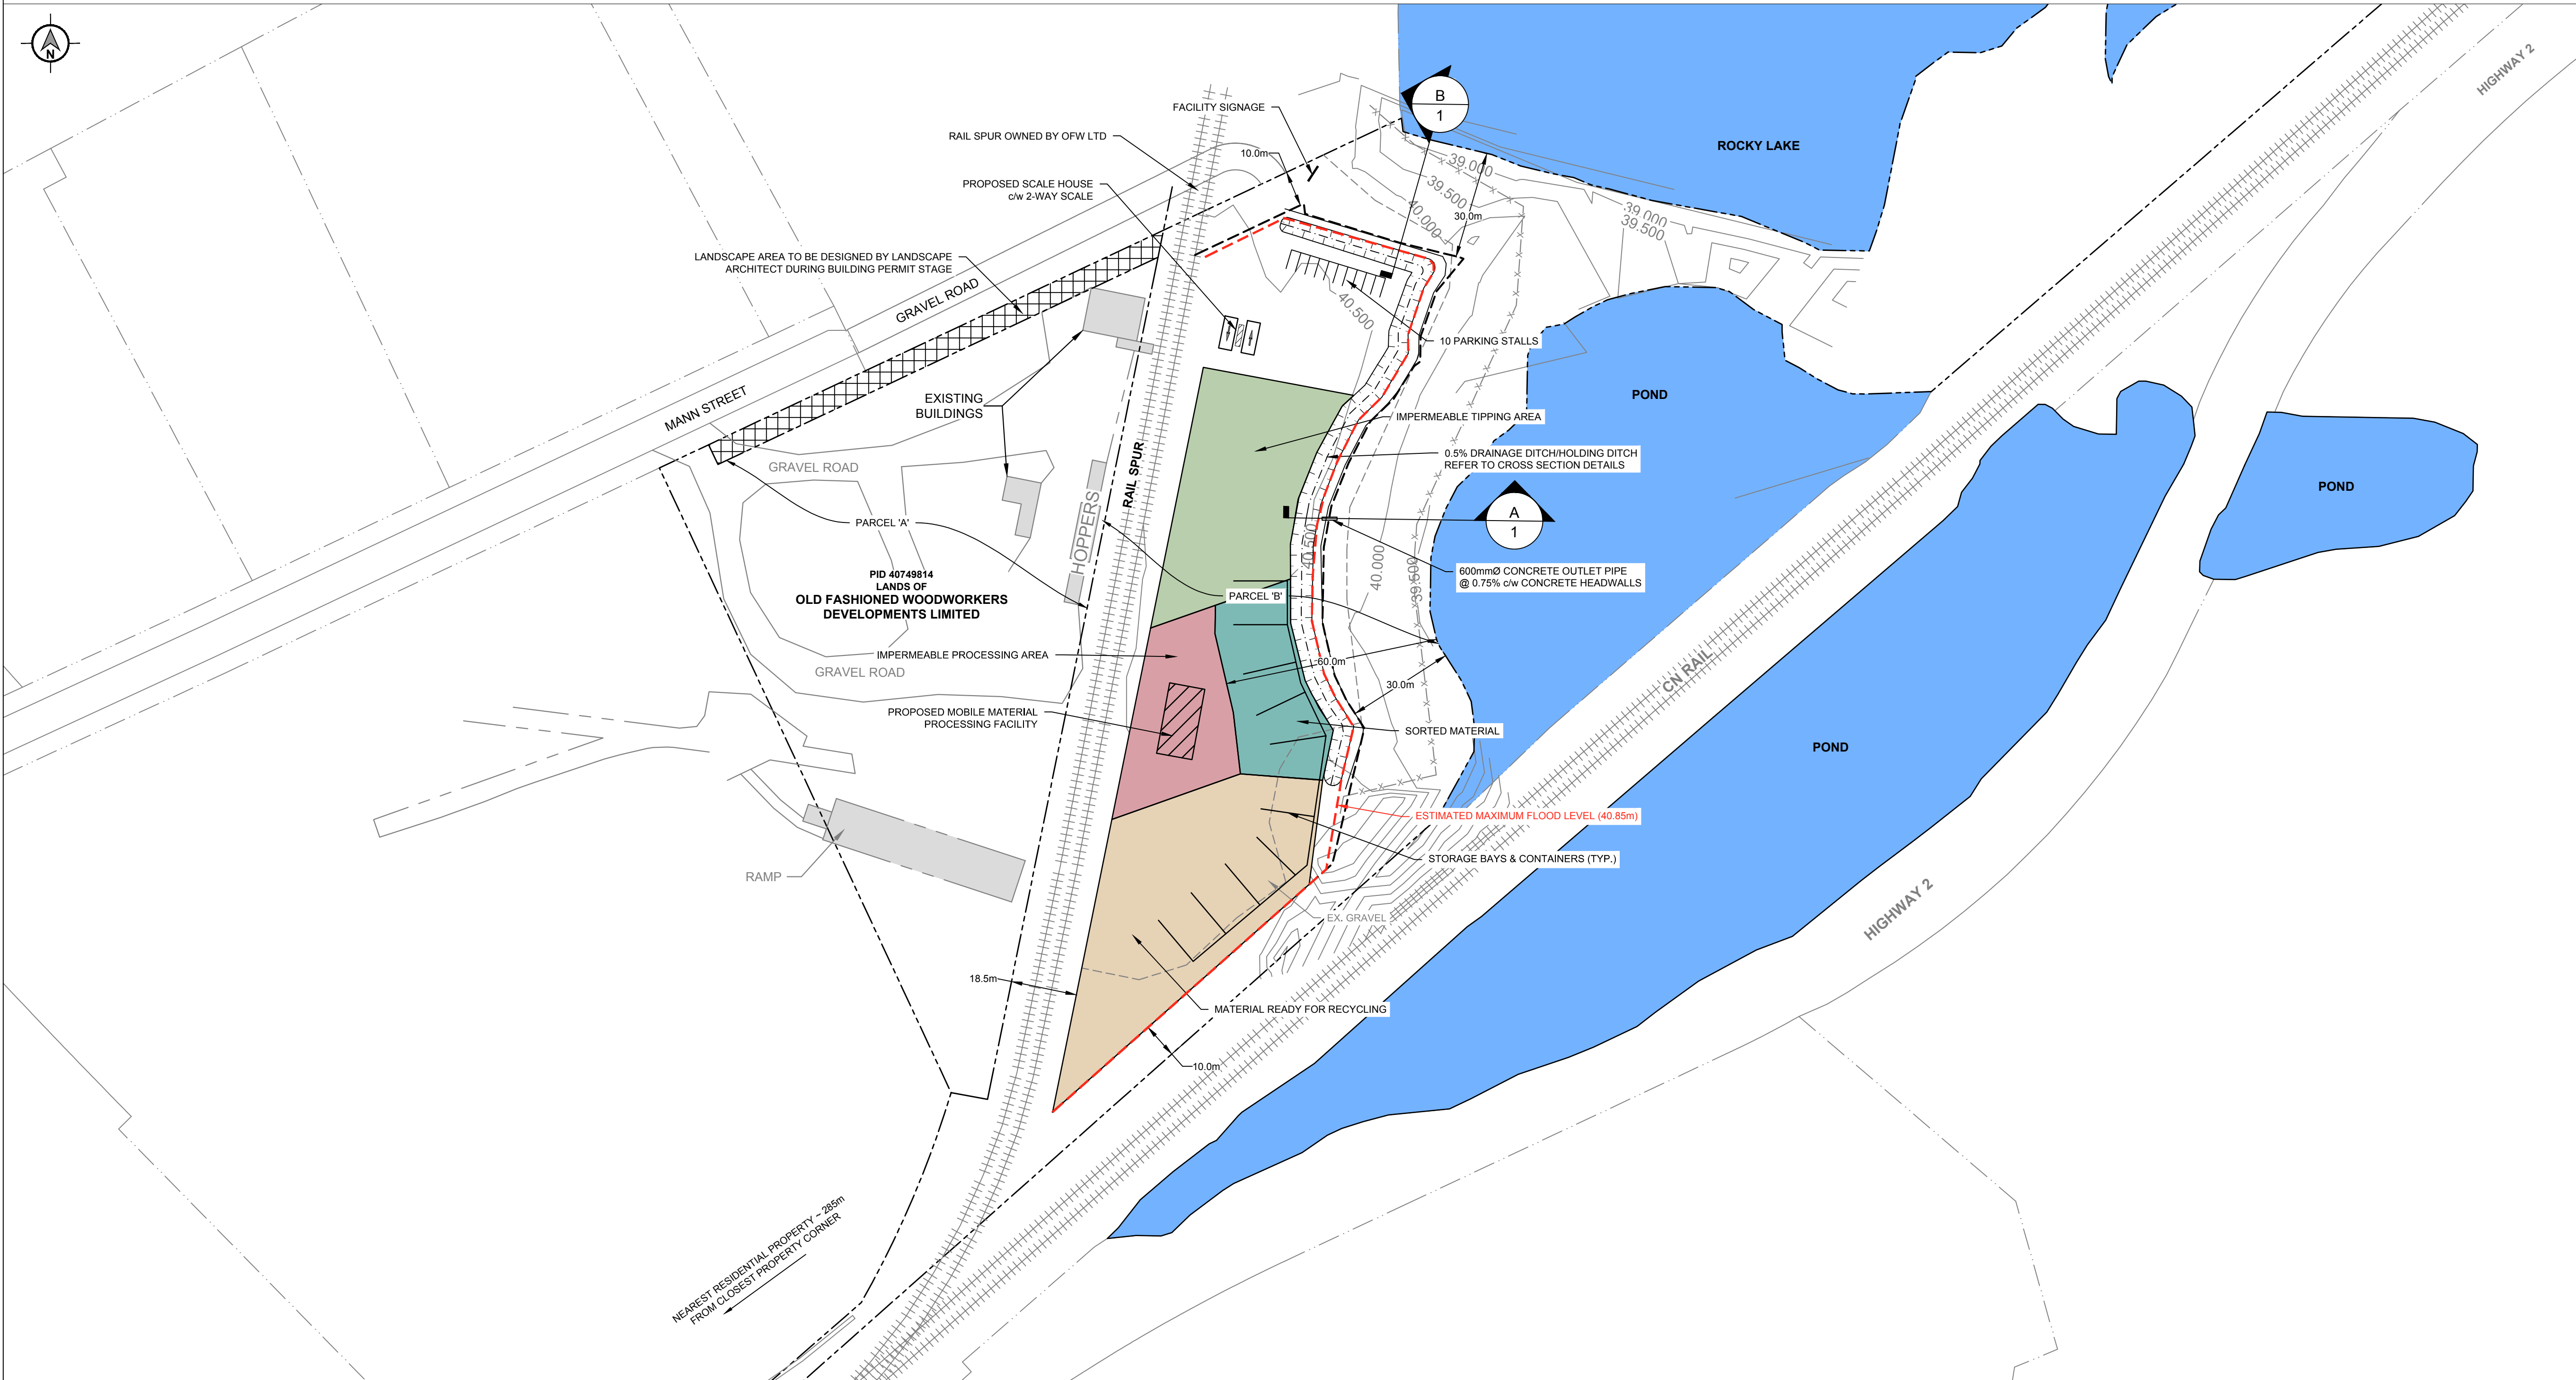 N
HIGHWAY 2
FACILITY SIGNAGE
B
1
RAIL SPUR OWNED BY OFW LTD
ROCKY LAKE
10.0m
39.000
PROPOSED SCALE HOUSE
c/w 2-WAY SCALE
39.500
40.000
30.0m
39.000
39.500
LANDSCAPE AREA TO BE DESIGNED BY LANDSCAPE
ARCHITECT DURING BUILDING PERMIT STAGE
GRAVEL ROAD
40.500
10 PARKING STALLS
MANN STREET
EXISTING
BUILDINGS
POND
IMPERMEABLE TIPPING AREA
0.5% DRAINAGE DITCH/HOLDING DITCH
REFER TO CROSS SECTION DETAILS
GRAVEL ROAD
RAIL SPUR
POND
HOPPERS
PARCEL 'A'
A
1
40.500
40.000
39.500
PID 40749814
LANDS OF
OLD FASHIONED WOODWORKERS
DEVELOPMENTS LIMITED
600mmØ CONCRETE OUTLET PIPE
@ 0.75% c/w CONCRETE HEADWALLS
PARCEL 'B'
IMPERMEABLE PROCESSING AREA
60.0m
GRAVEL ROAD
CN RAIL
30.0m
PROPOSED MOBILE MATERIAL
PROCESSING FACILITY
SORTED MATERIAL
POND
ESTIMATED MAXIMUM FLOOD LEVEL (40.85m)
STORAGE BAYS & CONTAINERS (TYP.)
RAMP
EX. GRAVEL
HIGHWAY 2
18.5m
MATERIAL READY FOR RECYCLING
10.0m
NEAREST RESIDENTIAL PROPERTY ~ 285m
FROM CLOSEST PROPERTY CORNER